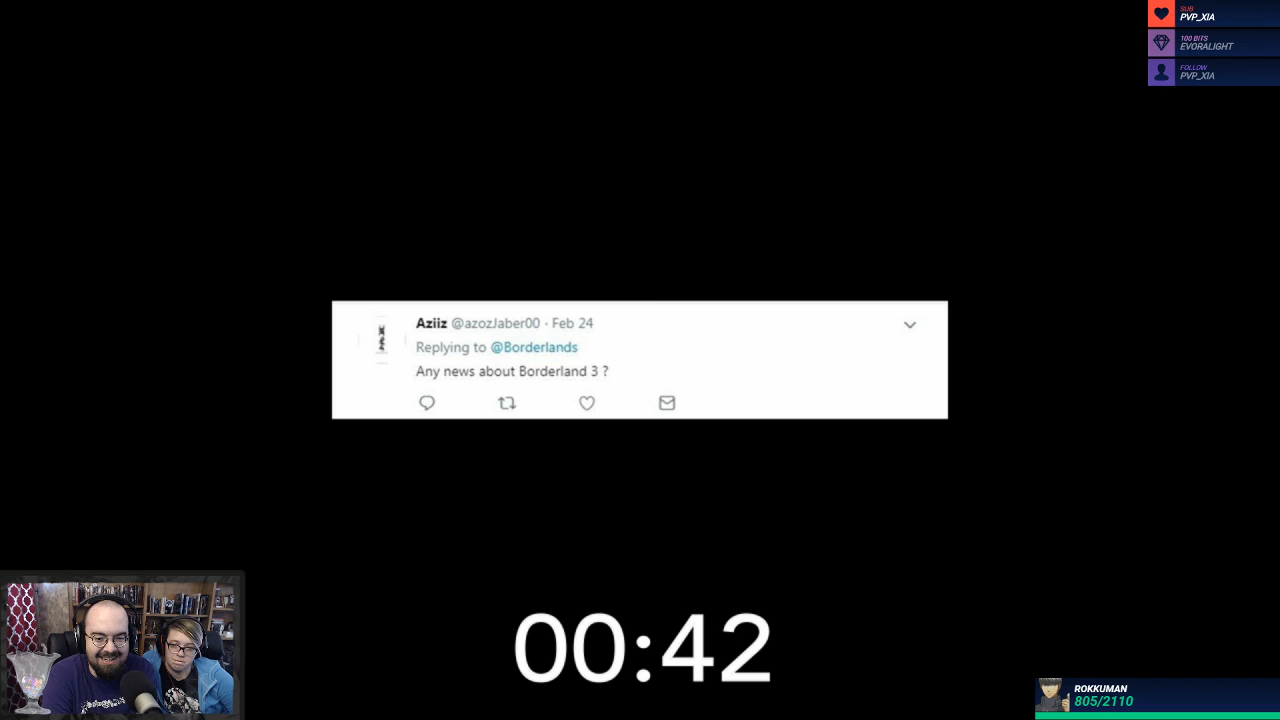 SUB
PVP_XIA
100 BITS
EVORALIGHT
FOLLOW
PVP_XIA
Aziiz @azozJaber00 · Feb 24
Replying to @Borderlands
Any news about Borderland 3 ?
00:42
ROKKUMAN
805/2110